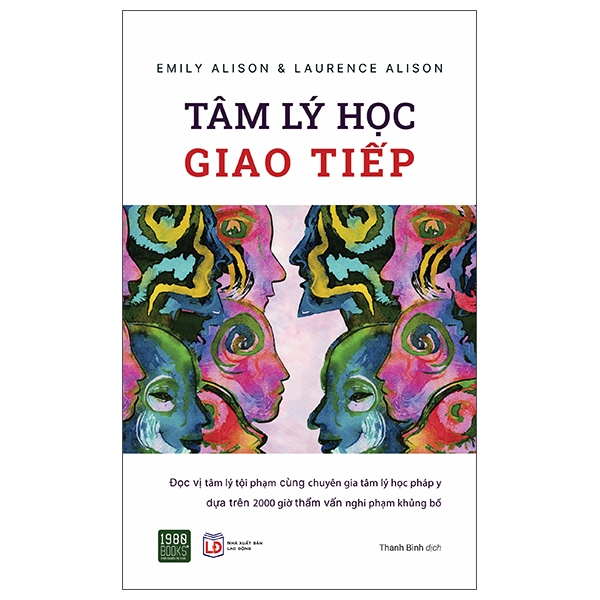 EMILY ALISON & LAURENCE ALISON
TÂM LÝ HỌC
GIAO TIẾP
Đọc vị tâm lý tội phạm cùng chuyên gia tâm lý học pháp y
dựa trên 2000 giờ thẩm vấn nghi phạm khủng bố
1980
BOOKS
LĐ
NHÀ XUẤT BẢN
LAO ĐỘNG
Thanh Bình dịch